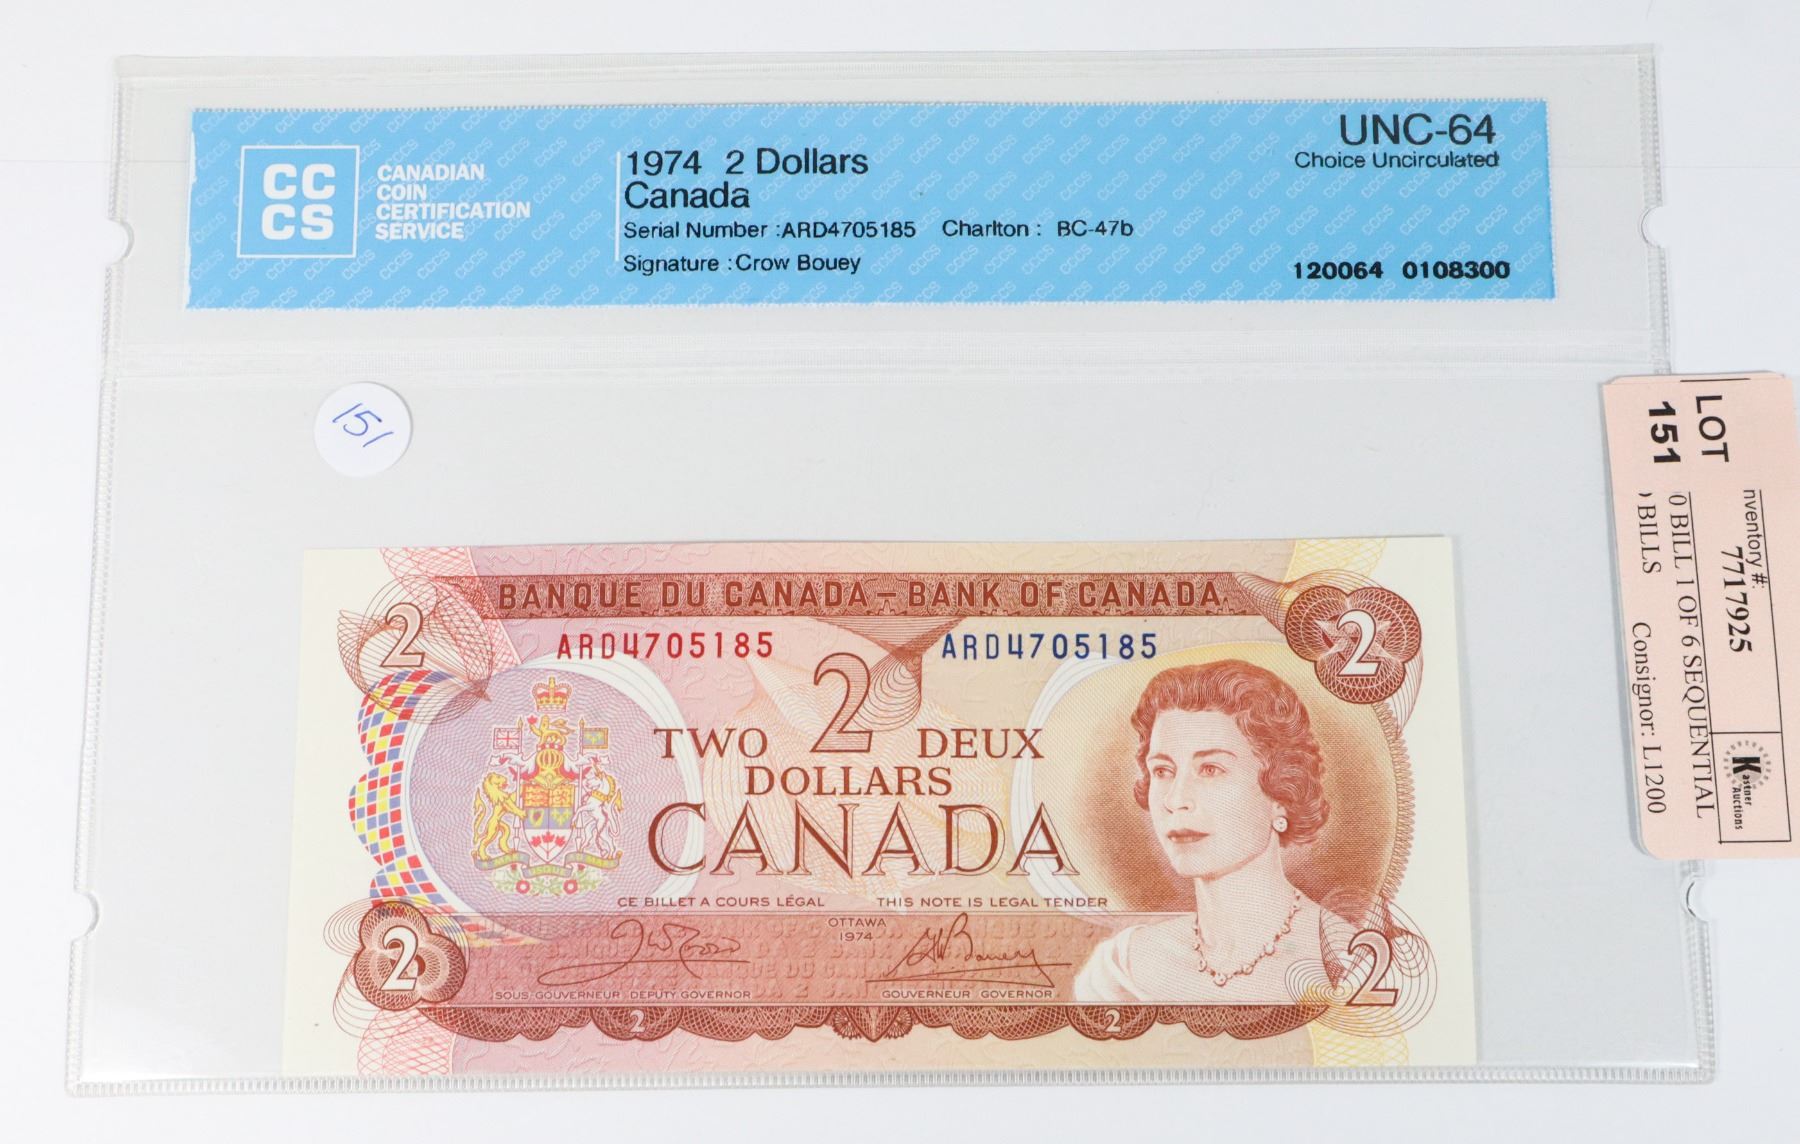 CC
CS
CANADIAN
COIN
CERTIFICATION
SERVICE
1974 2 Dollars
Canada
Serial Number :ARD4705185 Charlton : BC-47b
Signature : Crow Bouey
UNC-64
Choice Uncirculated
120064 0108300
151
LOT
151
nventory #:
7717925
0 BILL 1 OF 6 SEQUENTIAL
) BILLS
Consignor: L1200
Kastner
Auctions
BANQUE DU CANADA – BANK OF CANADA
2
2
ARD4705185
ARD4705185
2
TWO DEUX
DOLLARS
CANADA
CE BILLET A COURS LÉGAL THIS NOTE IS LEGAL TENDER
OTTAWA
1974
SOUS-GOUVERNEUR DEPUTY GOVERNOR
GOUVERNEUR GOVERNOR
2
2
2
2